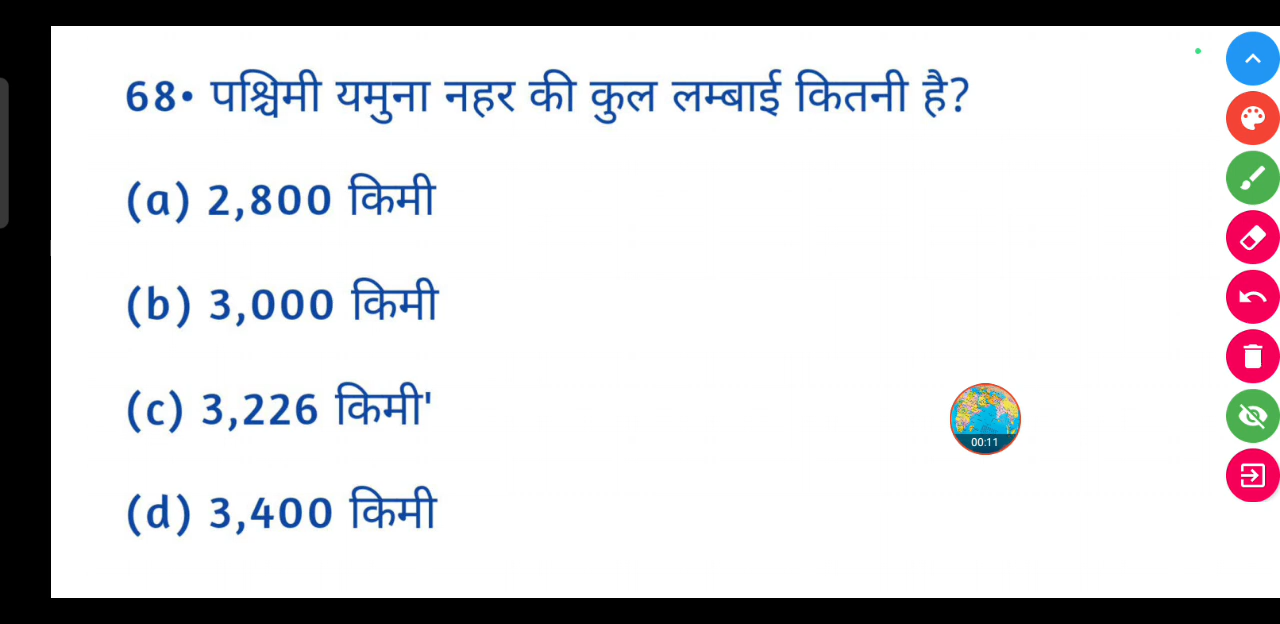 68• पश्चिमी यमुना नहर की कुल लम्बाई कितनी है?
(a) 2,800 किमी
(b) 3,000 किमी
(c) 3,226 किमी'
(d) 3,400 किमी
00:11